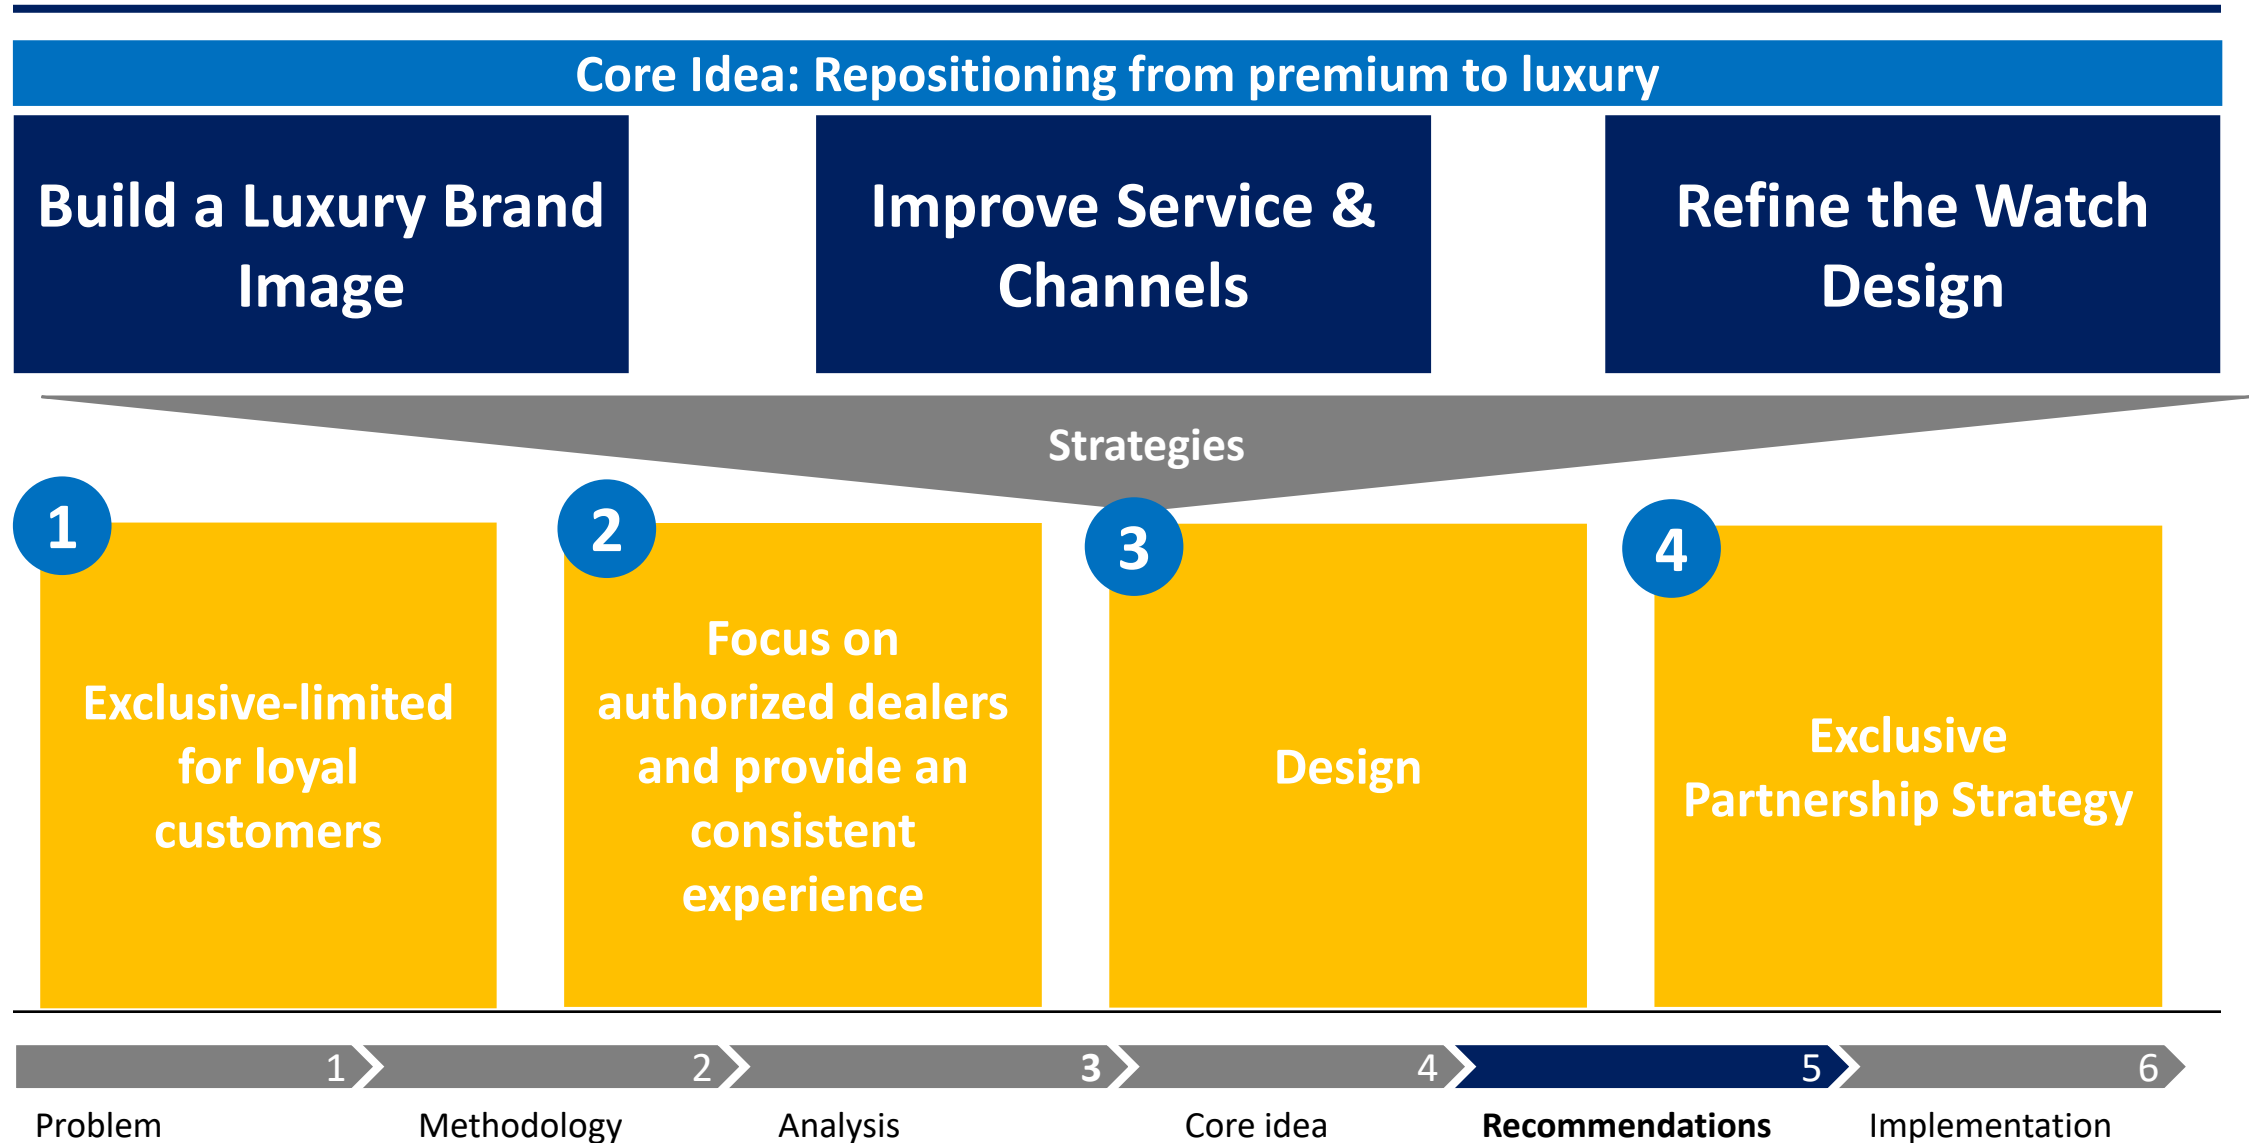 Core Idea: Repositioning from premium to luxury
Build a Luxury Brand
Image
Improve Service &
Channels
Refine the Watch
Design
Strategies
1
Exclusive-limited
for loyal
customers
2
Focus on
authorized dealers
and provide an
consistent
experience
3
Design
4
Exclusive
Partnership Strategy
1
2
3
4
5
6
Problem
Methodology
Analysis
Core idea
Recommendations
Implementation